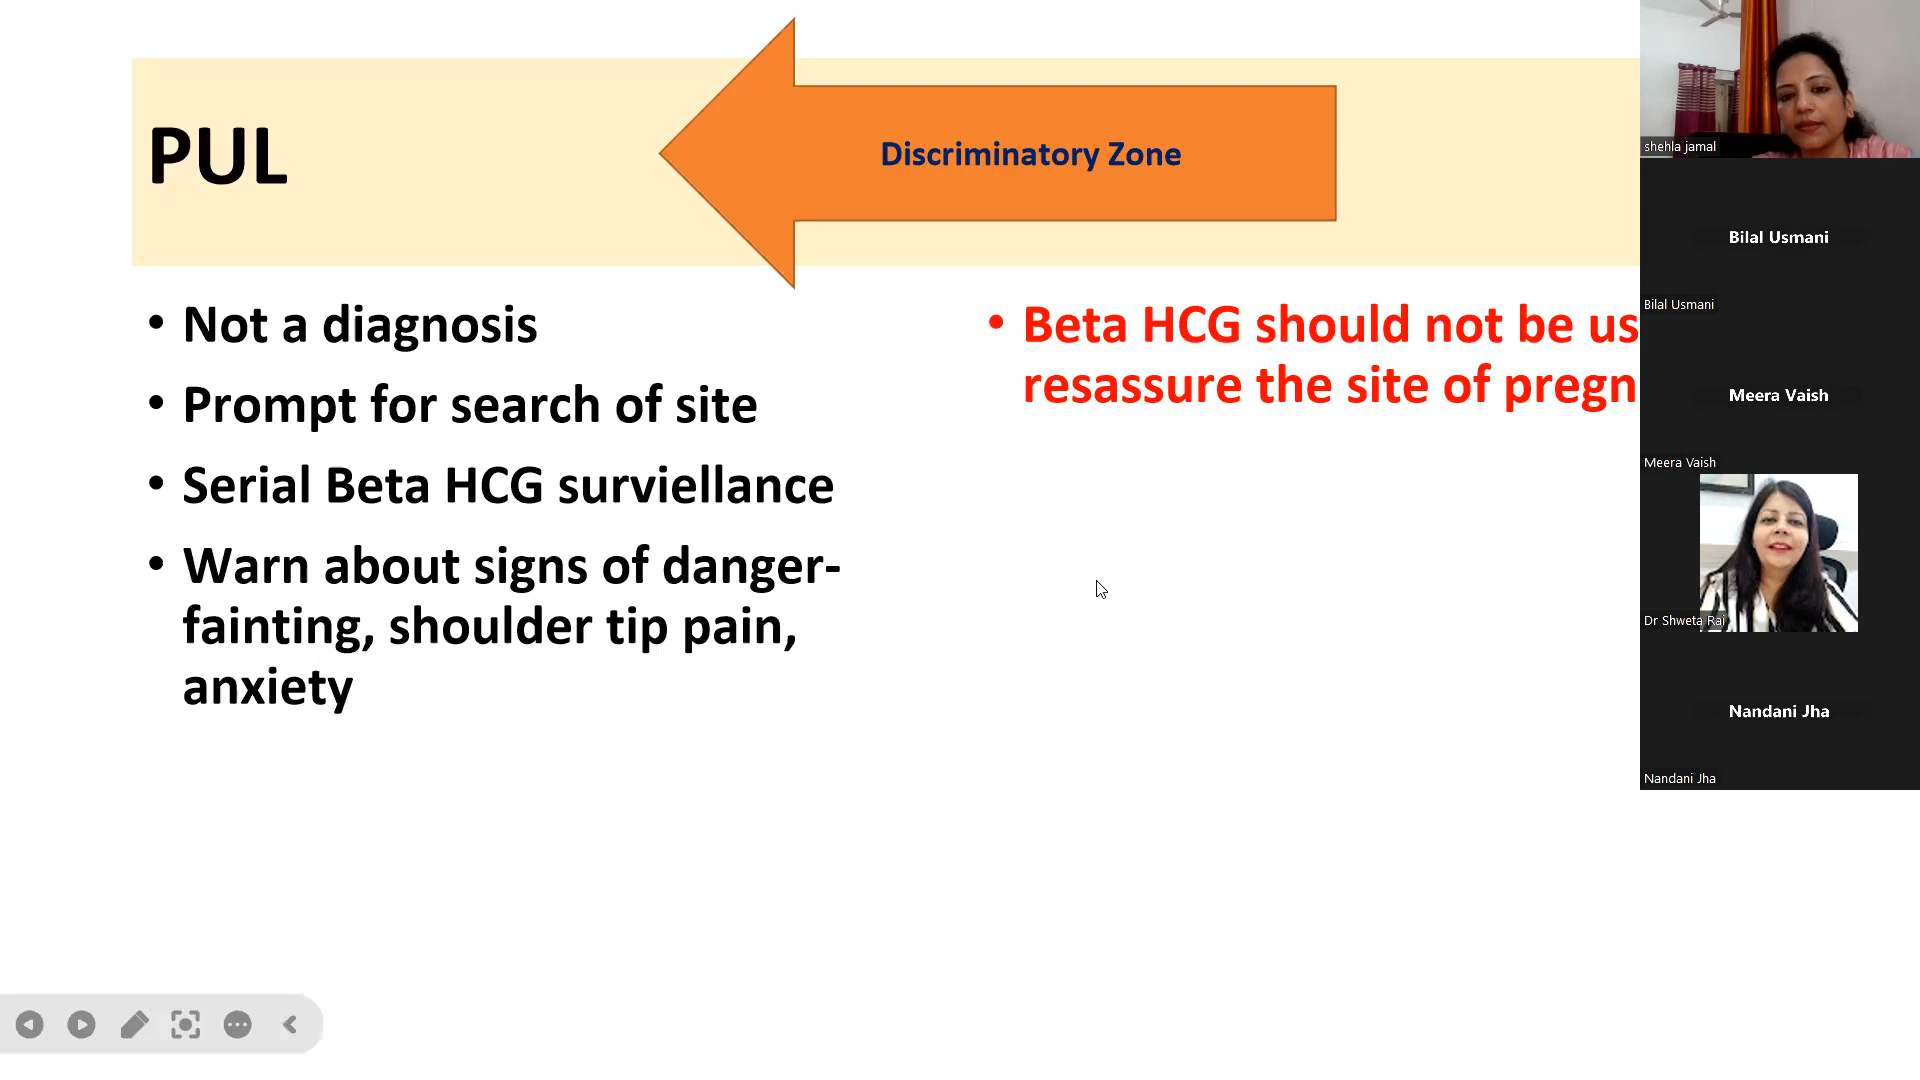 PUL
Discriminatory Zone
• Not a diagnosis
• Prompt for search of site
• Serial Beta HCG surviellance
• Warn about signs of danger-
fainting, shoulder tip pain,
anxiety
• Beta HCG should not be us
resassure the site of pregn
shehla jamal
Bilal Usmani
Bilal Usmani
Meera Vaish
Meera Vaish
Dr Shweta Rai
Nandani Jha
Nandani Jha